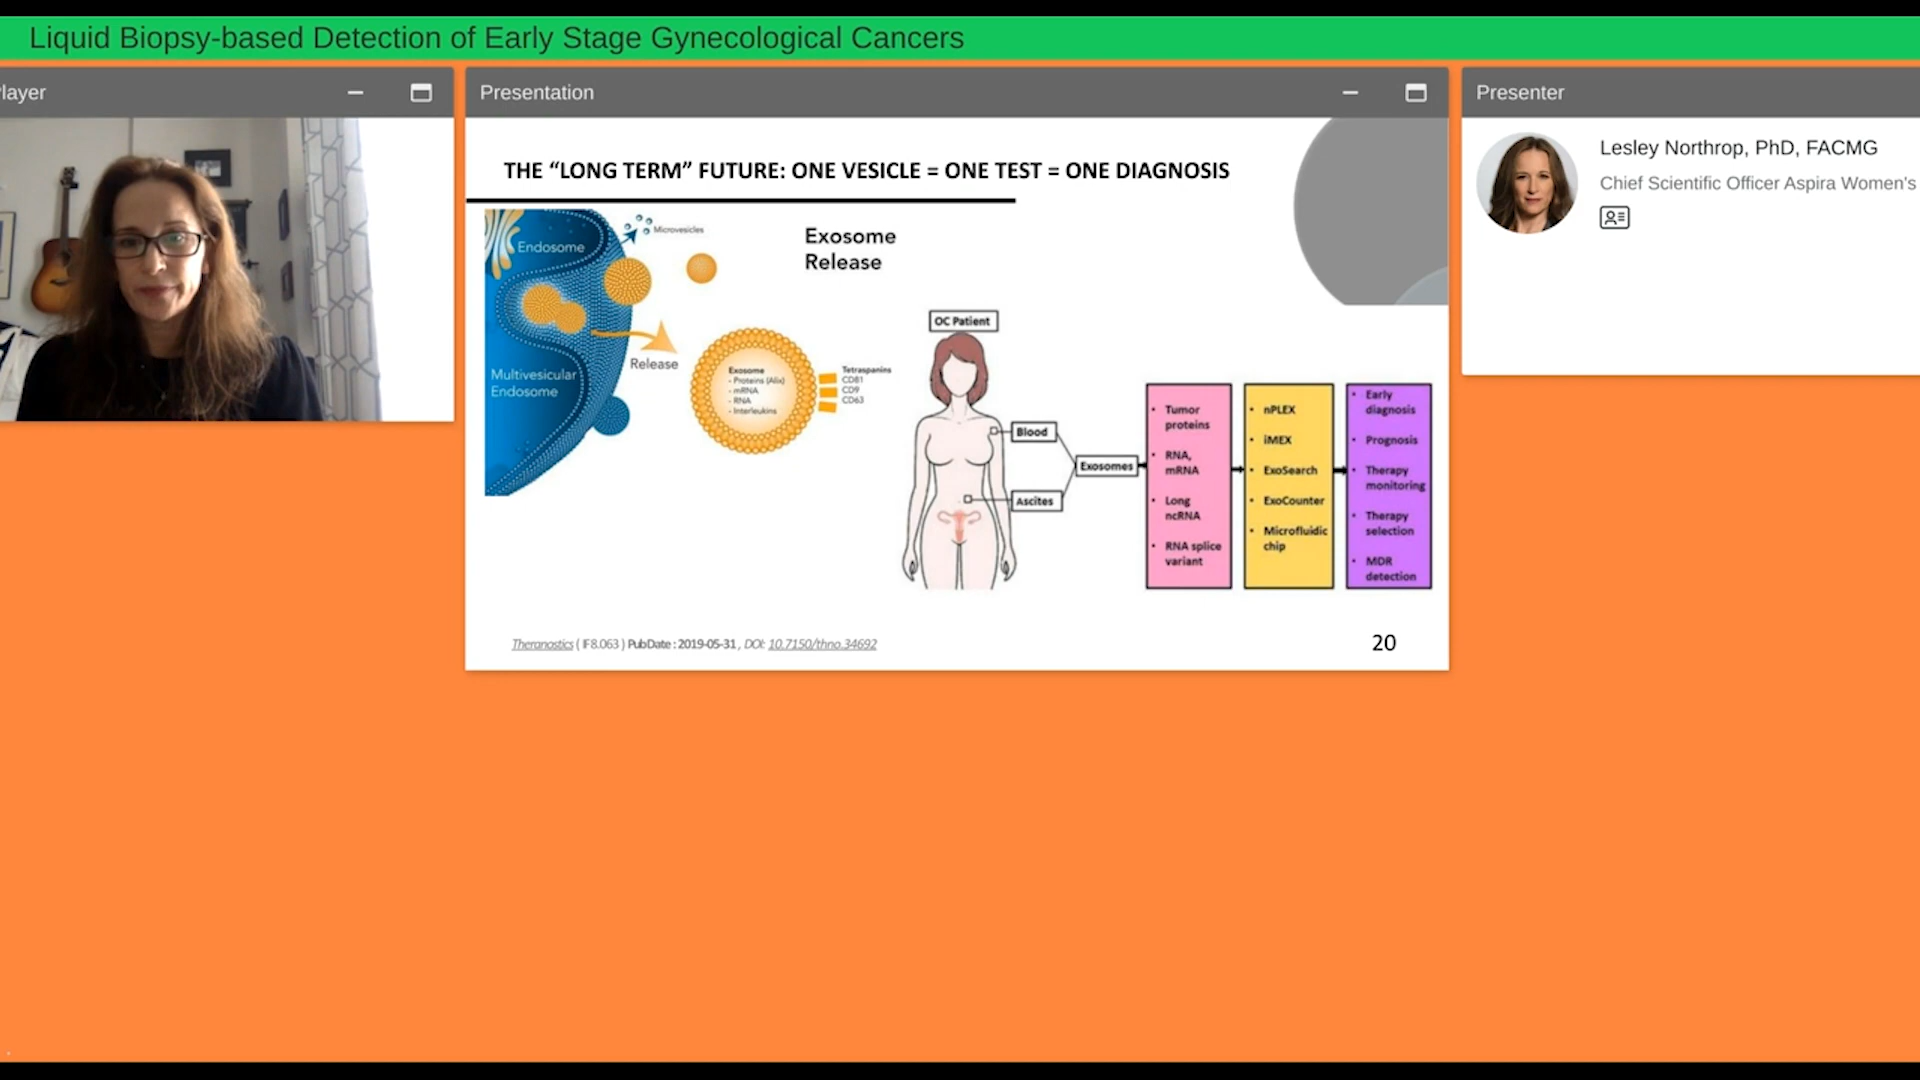 Liquid Biopsy-based Detection of Early Stage Gynecological Cancers
layer
Presentation
THE “LONG TERM” FUTURE: ONE VESICLE = ONE TEST = ONE DIAGNOSIS
Endosome
Microvesicles
Exosome
Release
Release
Multivesicular
Endosome
Exosome
- Proteins (Alix)
- mRNA
- RNA
- Interleukins
Tetraspanins
CD81
CD9
CD63
OC Patient
Blood
Ascites
Exosomes
• Tumor
proteins
• RNA,
mRNA
• Long
ncRNA
• RNA splice
variant
• nPLEX
• iMEX
• ExoSearch
• ExoCounter
• Microfluidic
chip
• Early
diagnosis
• Prognosis
• Therapy
monitoring
• Therapy
selection
• MDR
detection
Theranostics ( IF8.063 ) PubDate : 2019-05-31 , DOI: 10.7150/thno.34692
20
Presenter
Lesley Northrop, PhD, FACMG
Chief Scientific Officer Aspira Women's